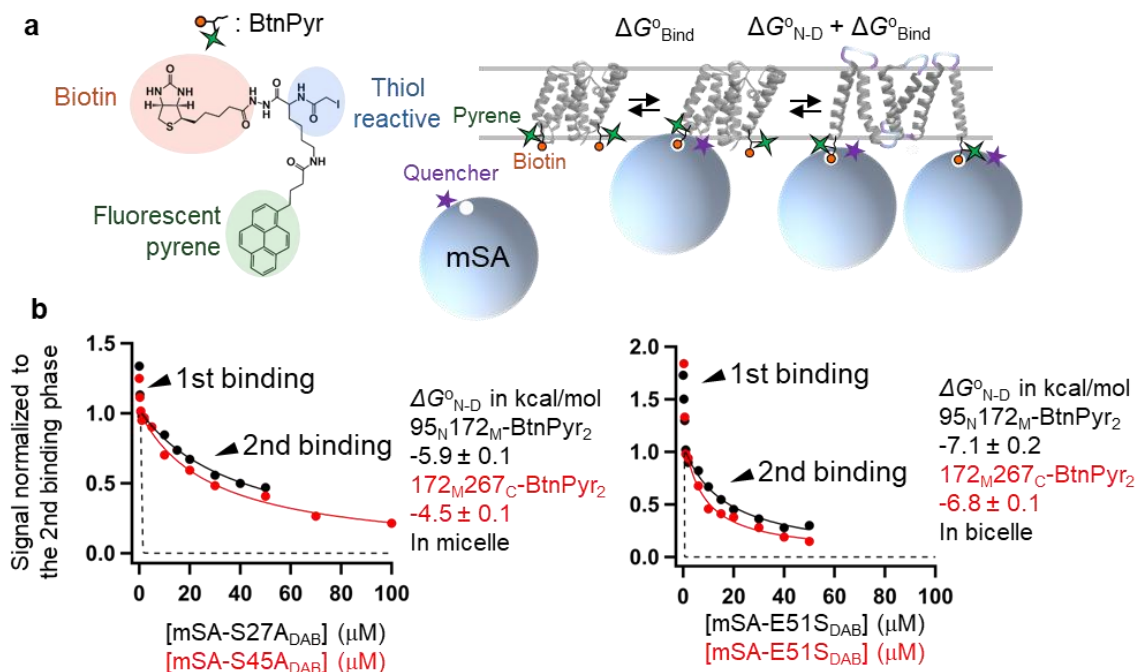 a
: BtnPyr
Biotin
Thiol
reactive
Fluorescent
pyrene
O
HN NH
H H
S
O
H
N
N
H
O
H
N
O
I
NH
O
ΔG°Bind
ΔG°N-D + ΔG°Bind
Pyrene
Biotin
Quencher
mSA
b
Signal normalized to
the 2nd binding phase
1.5
1.0
0.5
0.0
1st binding
2nd binding
0 20 40 60 80 100
[mSA-S27ADAB] (μM)
[mSA-S45ADAB] (μM)
ΔG°N-D in kcal/mol
95N172M-BtnPyr2
-5.9 ± 0.1
172M267C-BtnPyr2
-4.5 ± 0.1
In micelle
2.0
1.5
1.0
0.5
0.0
1st binding
2nd binding
0 20 40 60 80 100
[mSA-E51SDAB] (μM)
[mSA-E51SDAB] (μM)
ΔG°N-D in kcal/mol
95N172M-BtnPyr2
-7.1 ± 0.2
172M267C-BtnPyr2
-6.8 ± 0.1
In bicelle